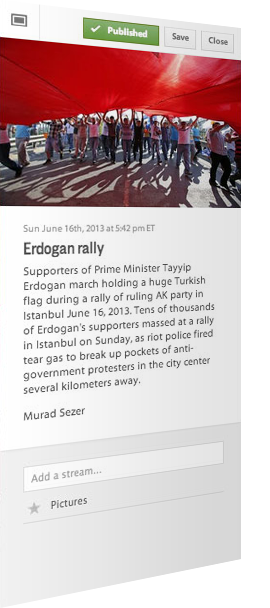 Published
Save
Close
Sun June 16th, 2013 at 5:42 pm ET
Erdogan rally
Supporters of Prime Minister Tayyip
Erdogan march holding a huge Turkish
flag during a rally of ruling AK party in
Istanbul June 16, 2013. Tens of thousands
of Erdogan's supporters massed at a rally
in Istanbul on Sunday, as riot police fired
tear gas to break up pockets of anti-
government protesters in the city center
several kilometers away.
Murad Sezer
Add a stream...
Pictures